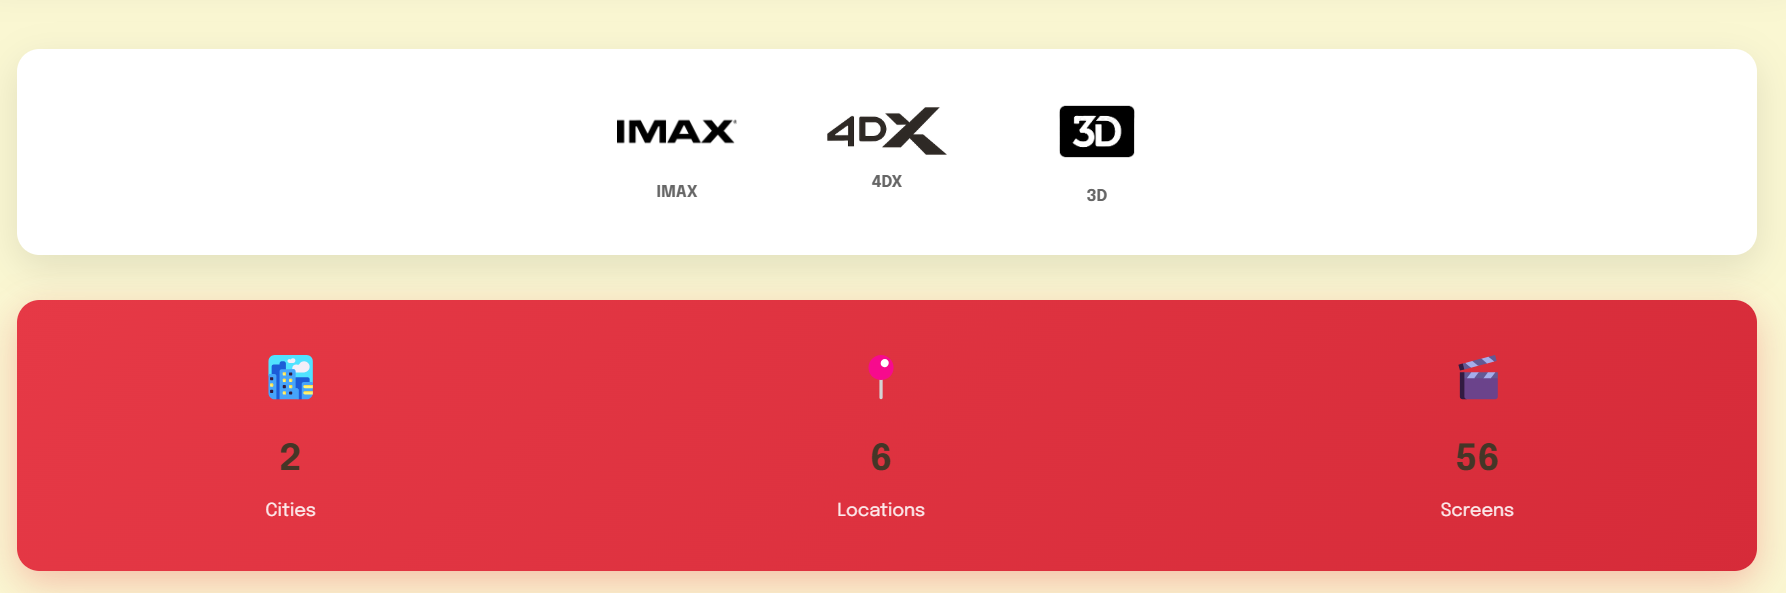 IMAX
4DX
3D
IMAX
4DX
3D
2
6
56
Cities
Locations
Screens